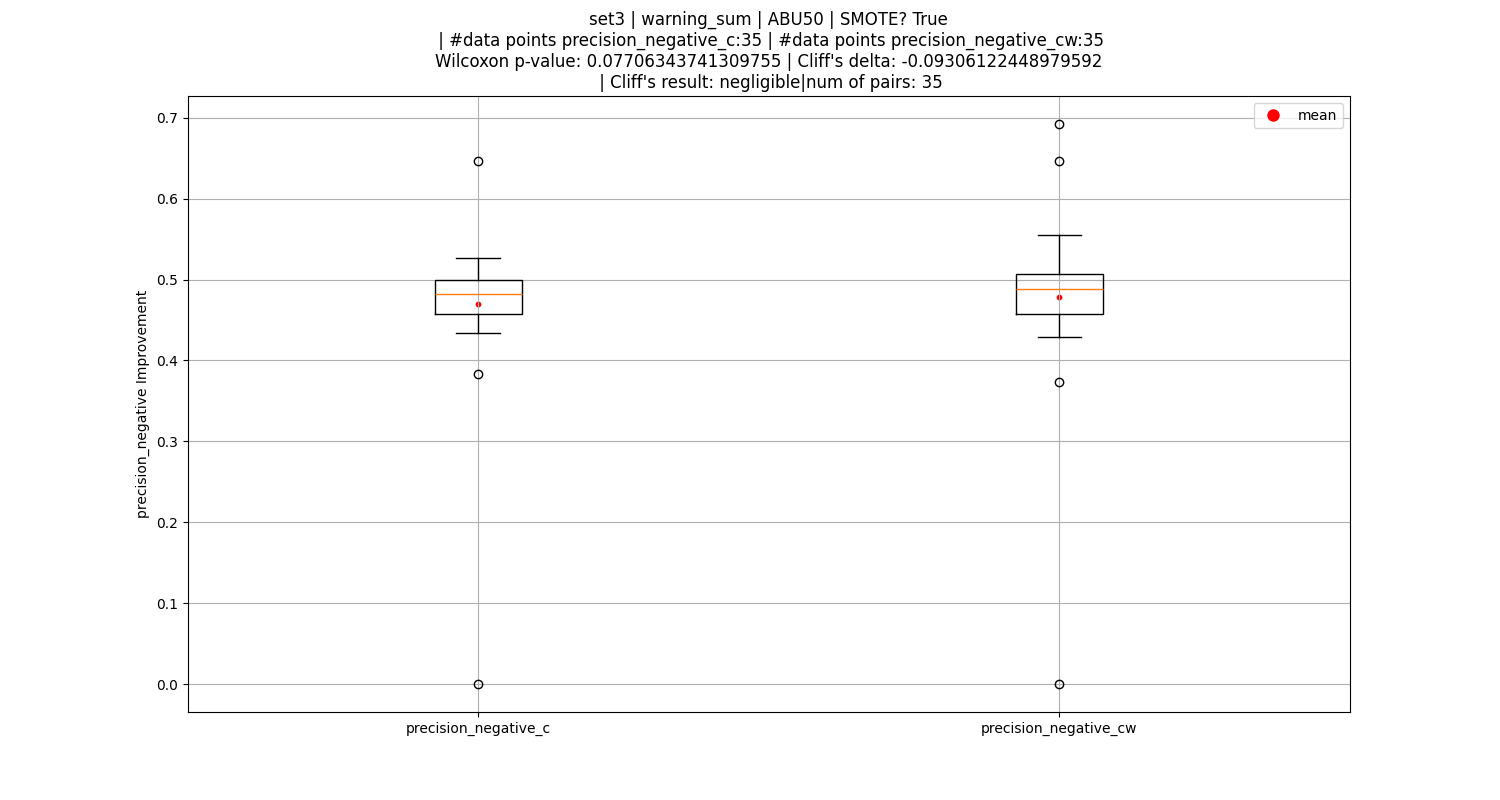 set3 | warning_sum | ABU50 | SMOTE? True
| #data points precision_negative_c:35 | #data points precision_negative_cw:35
Wilcoxon p-value: 0.07706343741309755 | Cliff's delta: -0.09306122448979592
| Cliff's result: negligible|num of pairs: 35
mean
0.7
0.6
0.5
0.4
0.3
0.2
0.1
0.0
precision_negative Improvement
precision_negative_c
precision_negative_cw